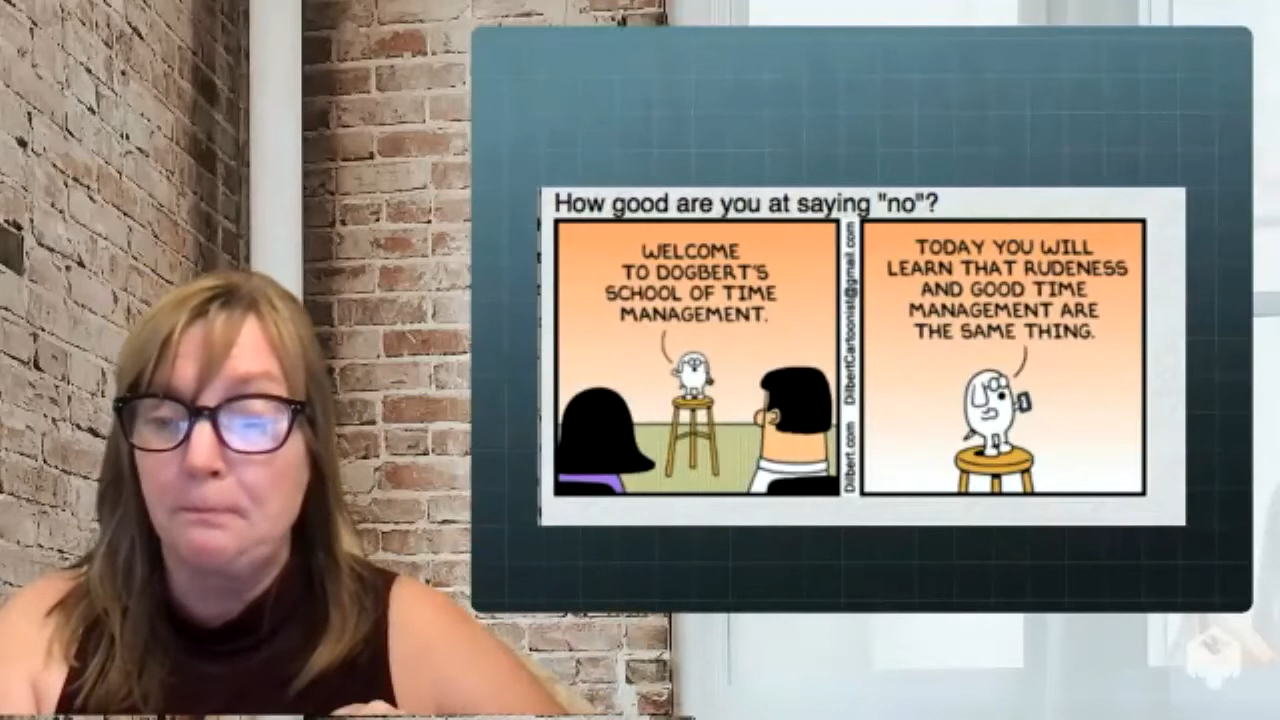 How good are you at saying "no"?
WELCOME
TO DOGBERT'S
SCHOOL OF TIME
MANAGEMENT.
Dilbert.com DilbertCartoonist@gmail.com
TODAY YOU WILL
LEARN THAT RUDENESS
AND GOOD TIME
MANAGEMENT ARE
THE SAME THING.